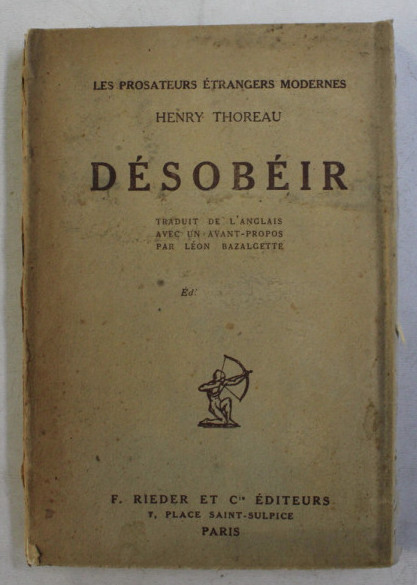 LES PROSATEURS ÉTRANGERS MODERNES
HENRY THOREAU
DÉSOBÉIR
TRADUIT DE L'ANGLAIS
AVEC UN AVANT-PROPOS
PAR LÉON BAZALGETTE
F. RIEDER ET Cie ÉDITEURS
7, PLACE SAINT-SULPICE
PARIS